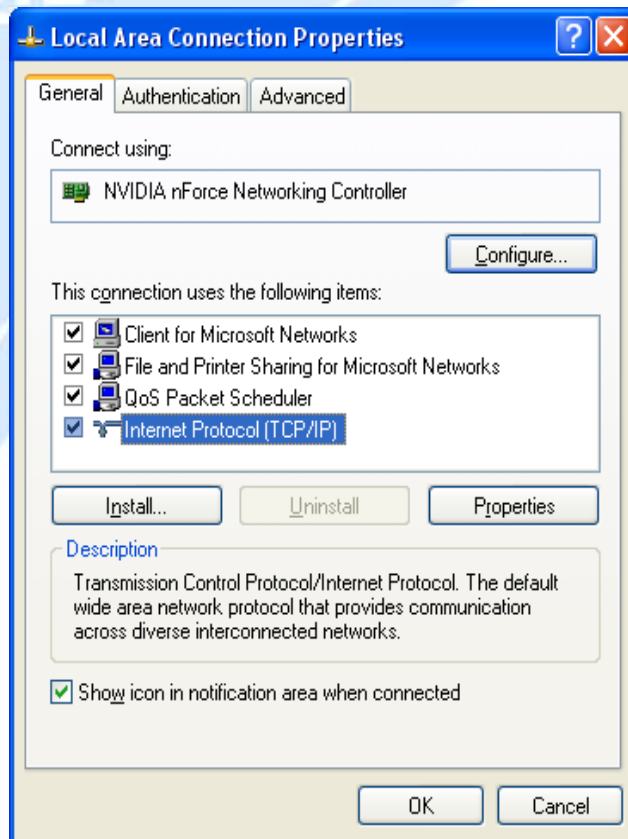 Local Area Connection Properties
General Authentication Advanced
Connect using:
NVIDIA nForce Networking Controller
Configure...
This connection uses the following items:
Client for Microsoft Networks
File and Printer Sharing for Microsoft Networks
QoS Packet Scheduler
Internet Protocol (TCP/IP)
Install... Uninstall Properties
Description
Transmission Control Protocol/Internet Protocol. The default
wide area network protocol that provides communication
across diverse interconnected networks.
Show icon in notification area when connected
OK Cancel